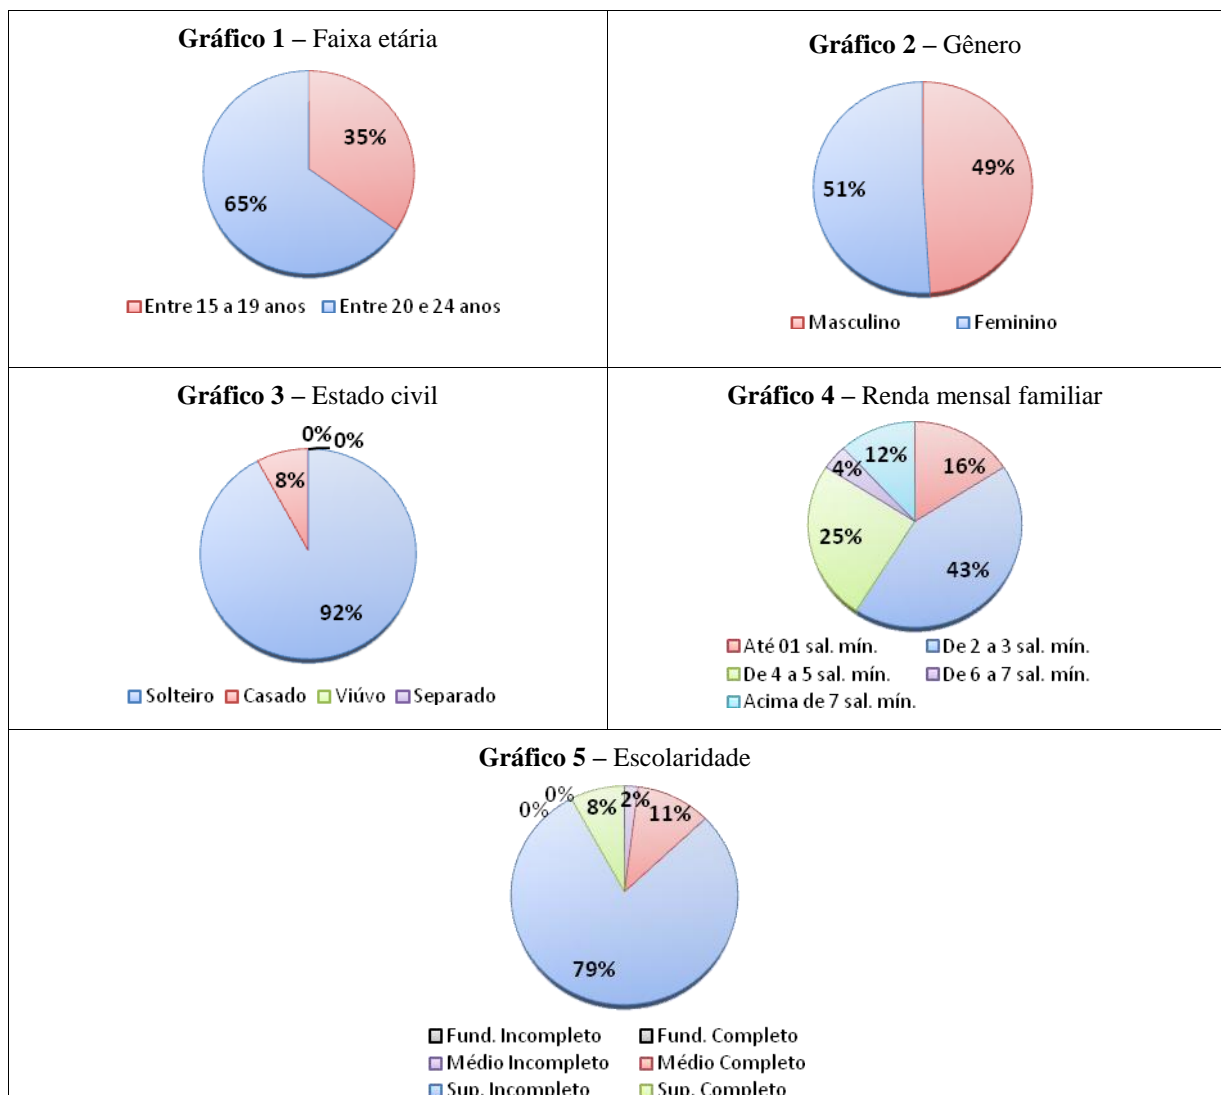 Gráfico 1 – Faixa etária
35%
65%
Entre 15 a 19 anos Entre 20 e 24 anos
Gráfico 2 – Gênero
49%
51%
Masculino Feminino
Gráfico 3 – Estado civil
0% 0%
8%
92%
Solteiro Casado Viúvo Separado
Gráfico 4 – Renda mensal familiar
12% 16%
4%
25%
43%
Até 01 sal. mín. De 2 a 3 sal. mín.
De 4 a 5 sal. mín. De 6 a 7 sal. mín.
Acima de 7 sal. mín.
Gráfico 5 – Escolaridade
0% 0% 8% 2% 11%
79%
Fund. Incompleto Fund. Completo
Médio Incompleto Médio Completo
Sup. Incompleto Sup. Completo